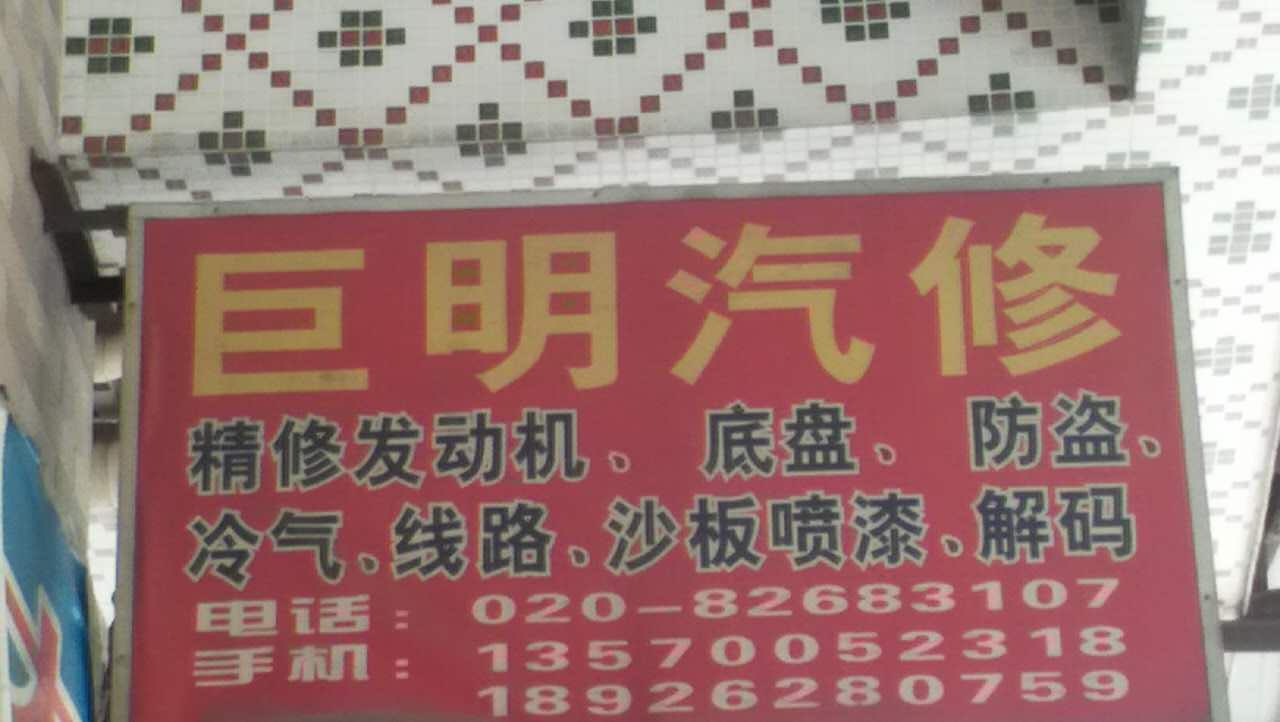 巨明汽修
精修发动机、底盘、防盗、
冷气、线路、沙板喷漆、解码
电话：020-82683107
手机：13570052318
18926280759